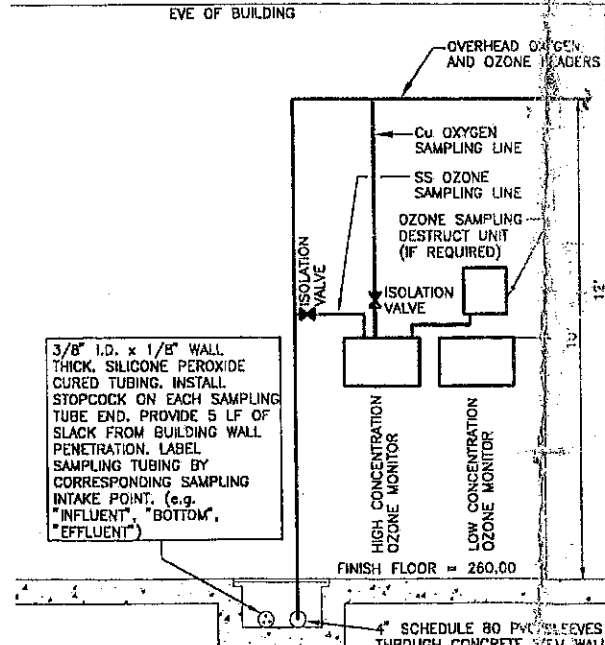 EVE OF BUILDING
OVERHEAD OXYGEN
AND OZONE HEADERS
Cu OXYGEN
SAMPLING LINE
SS OZONE
SAMPLING LINE
OZONE SAMPLING
DESTRUCT UNIT
(IF REQUIRED)
ISOLATION
VALVE
ISOLATION
VALVE
12'
10'
3/8" I.D. x 1/8" WALL
THICK. SILICONE PEROXIDE
CURED TUBING. INSTALL
STOPCOCK ON EACH SAMPLING
TUBE END. PROVIDE 5 LF OF
SLACK FROM BUILDING WALL
PENETRATION. LABEL
SAMPLING TUBING BY
CORRESPONDING SAMPLING
INTAKE POINT. (e.g.
"INFLUENT", "BOTTOM",
"EFFLUENT")
HIGH CONCENTRATION
OZONE MONITOR
LOW CONCENTRATION
OZONE MONITOR
FINISH FLOOR = 260.00
4" SCHEDULE 80 PVC SLEEVES
THROUGH CONCRETE STEM WALL